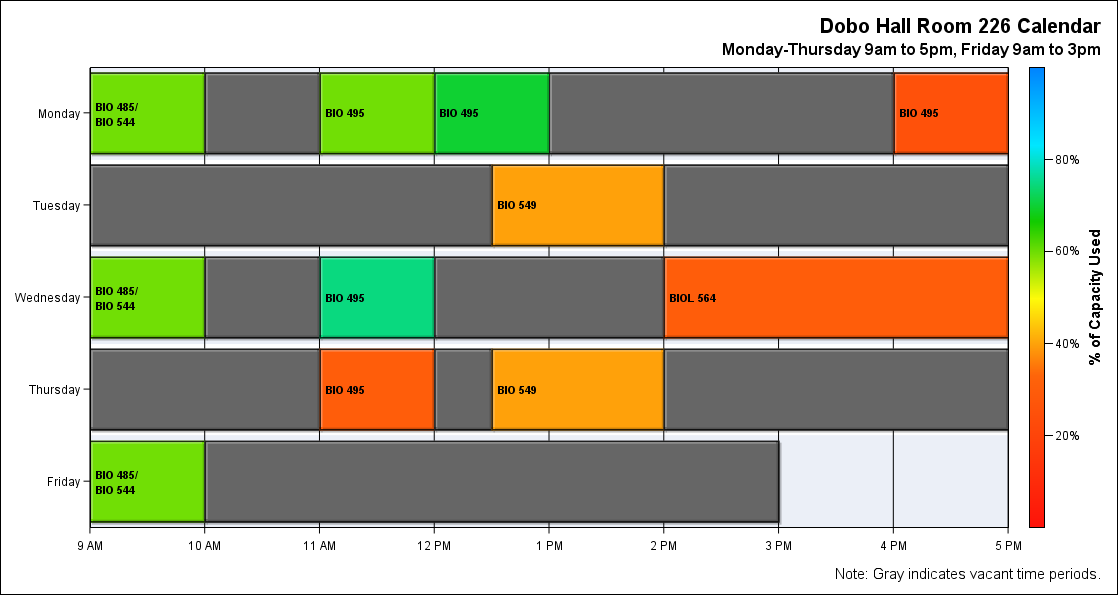 Dobo Hall Room 226 Calendar
Monday-Thursday 9am to 5pm, Friday 9am to 3pm
Monday
BIO 485/
BIO 544
BIO 495
BIO 495
BIO 495
Tuesday
BIO 549
Wednesday
BIO 485/
BIO 544
BIO 495
BIOL 564
Thursday
BIO 495
BIO 549
Friday
BIO 485/
BIO 544
9 AM
10 AM
11 AM
12 PM
1 PM
2 PM
3 PM
4 PM
5 PM
80%
60%
40%
20%
% of Capacity Used
Note: Gray indicates vacant time periods.